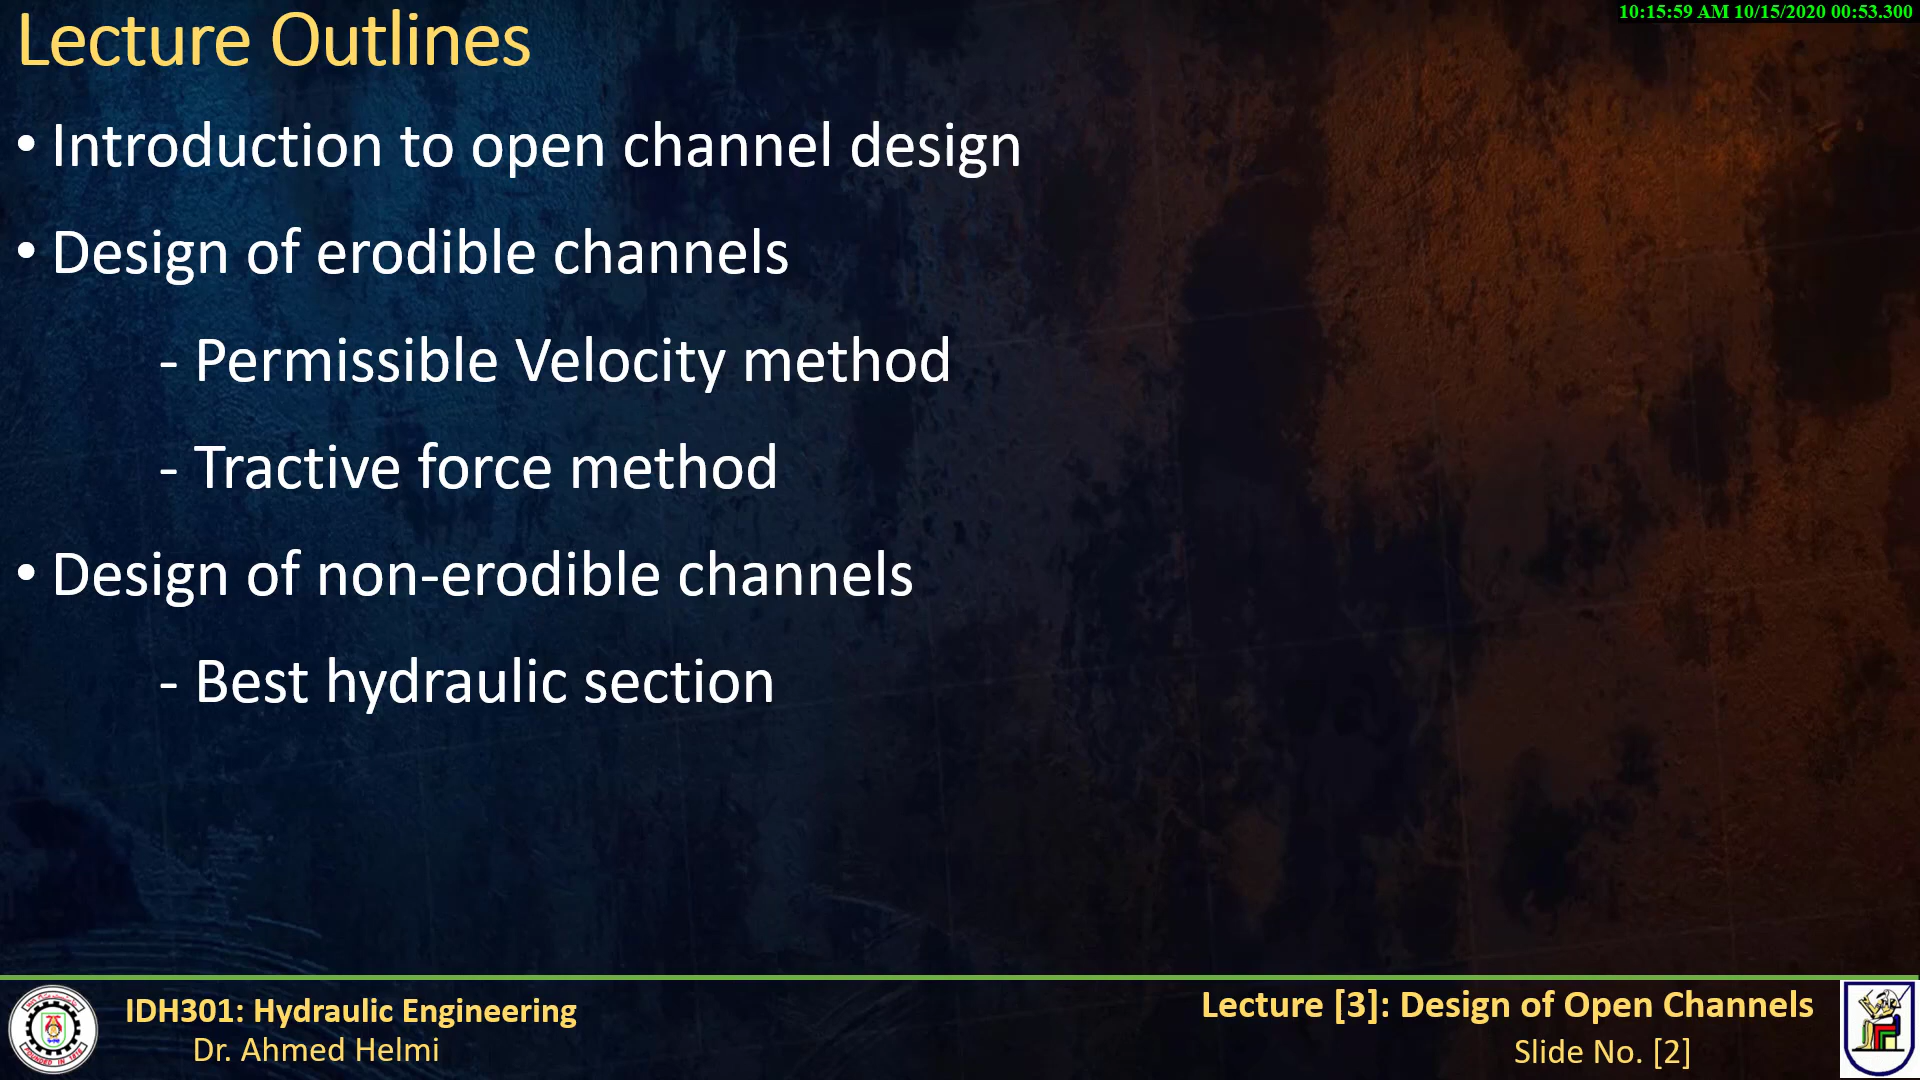 10:15:59 AM 10/15/2020 00:53.300
Lecture Outlines
• Introduction to open channel design
• Design of erodible channels
- Permissible Velocity method
- Tractive force method
• Design of non-erodible channels
- Best hydraulic section
IDH301: Hydraulic Engineering
Dr. Ahmed Helmi
Lecture [3]: Design of Open Channels
Slide No. [2]